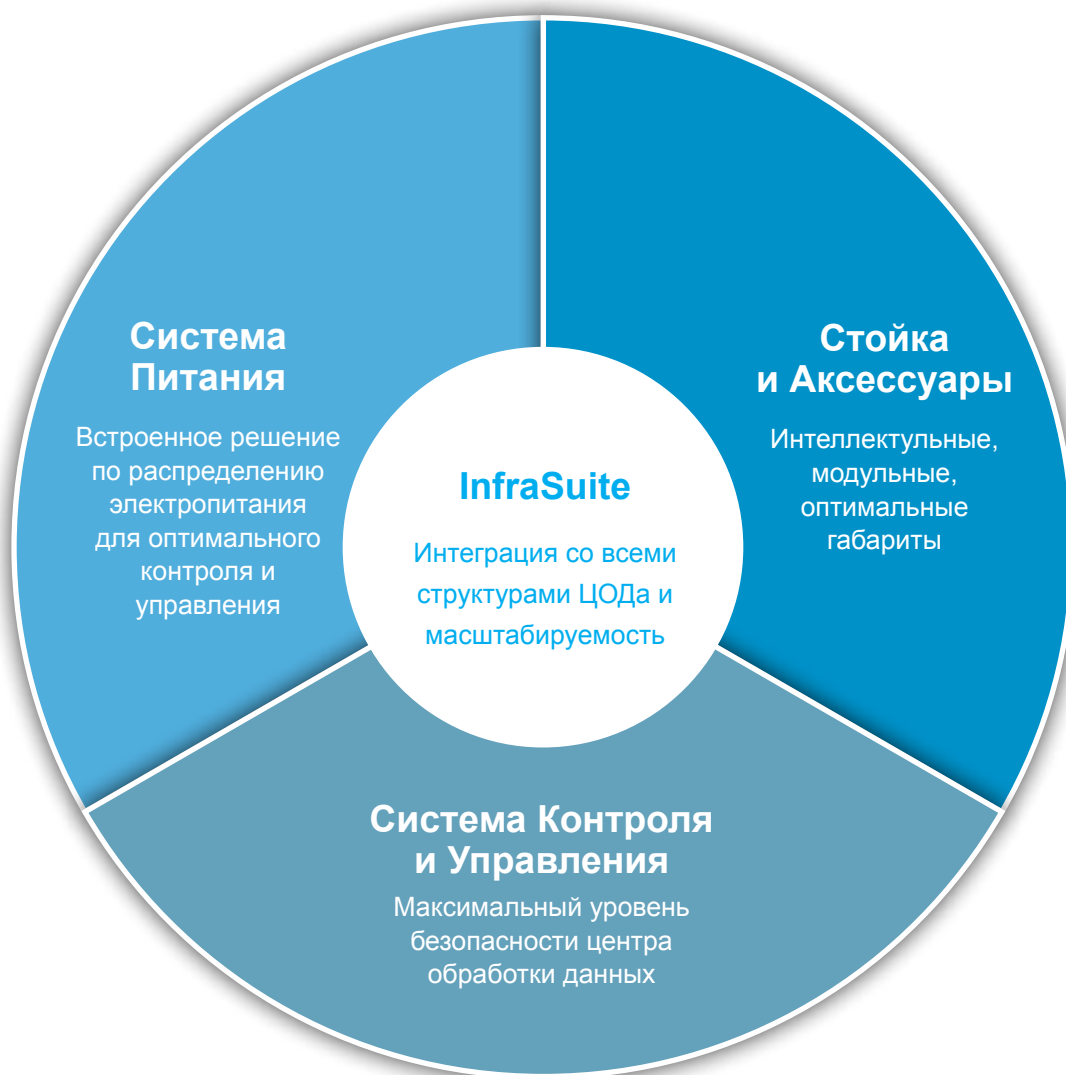 Система
Питания
Встроенное решение
по распределению
электропитания
для оптимального
контроля и
управления
Стойка
и Аксессуары
Интеллектульные,
модульные,
оптимальные
габариты
InfraSuite
Интеграция со всеми
структурами ЦОДа и
масштабируемость
Система Контроля
и Управления
Максимальный уровень
безопасности центра
обработки данных